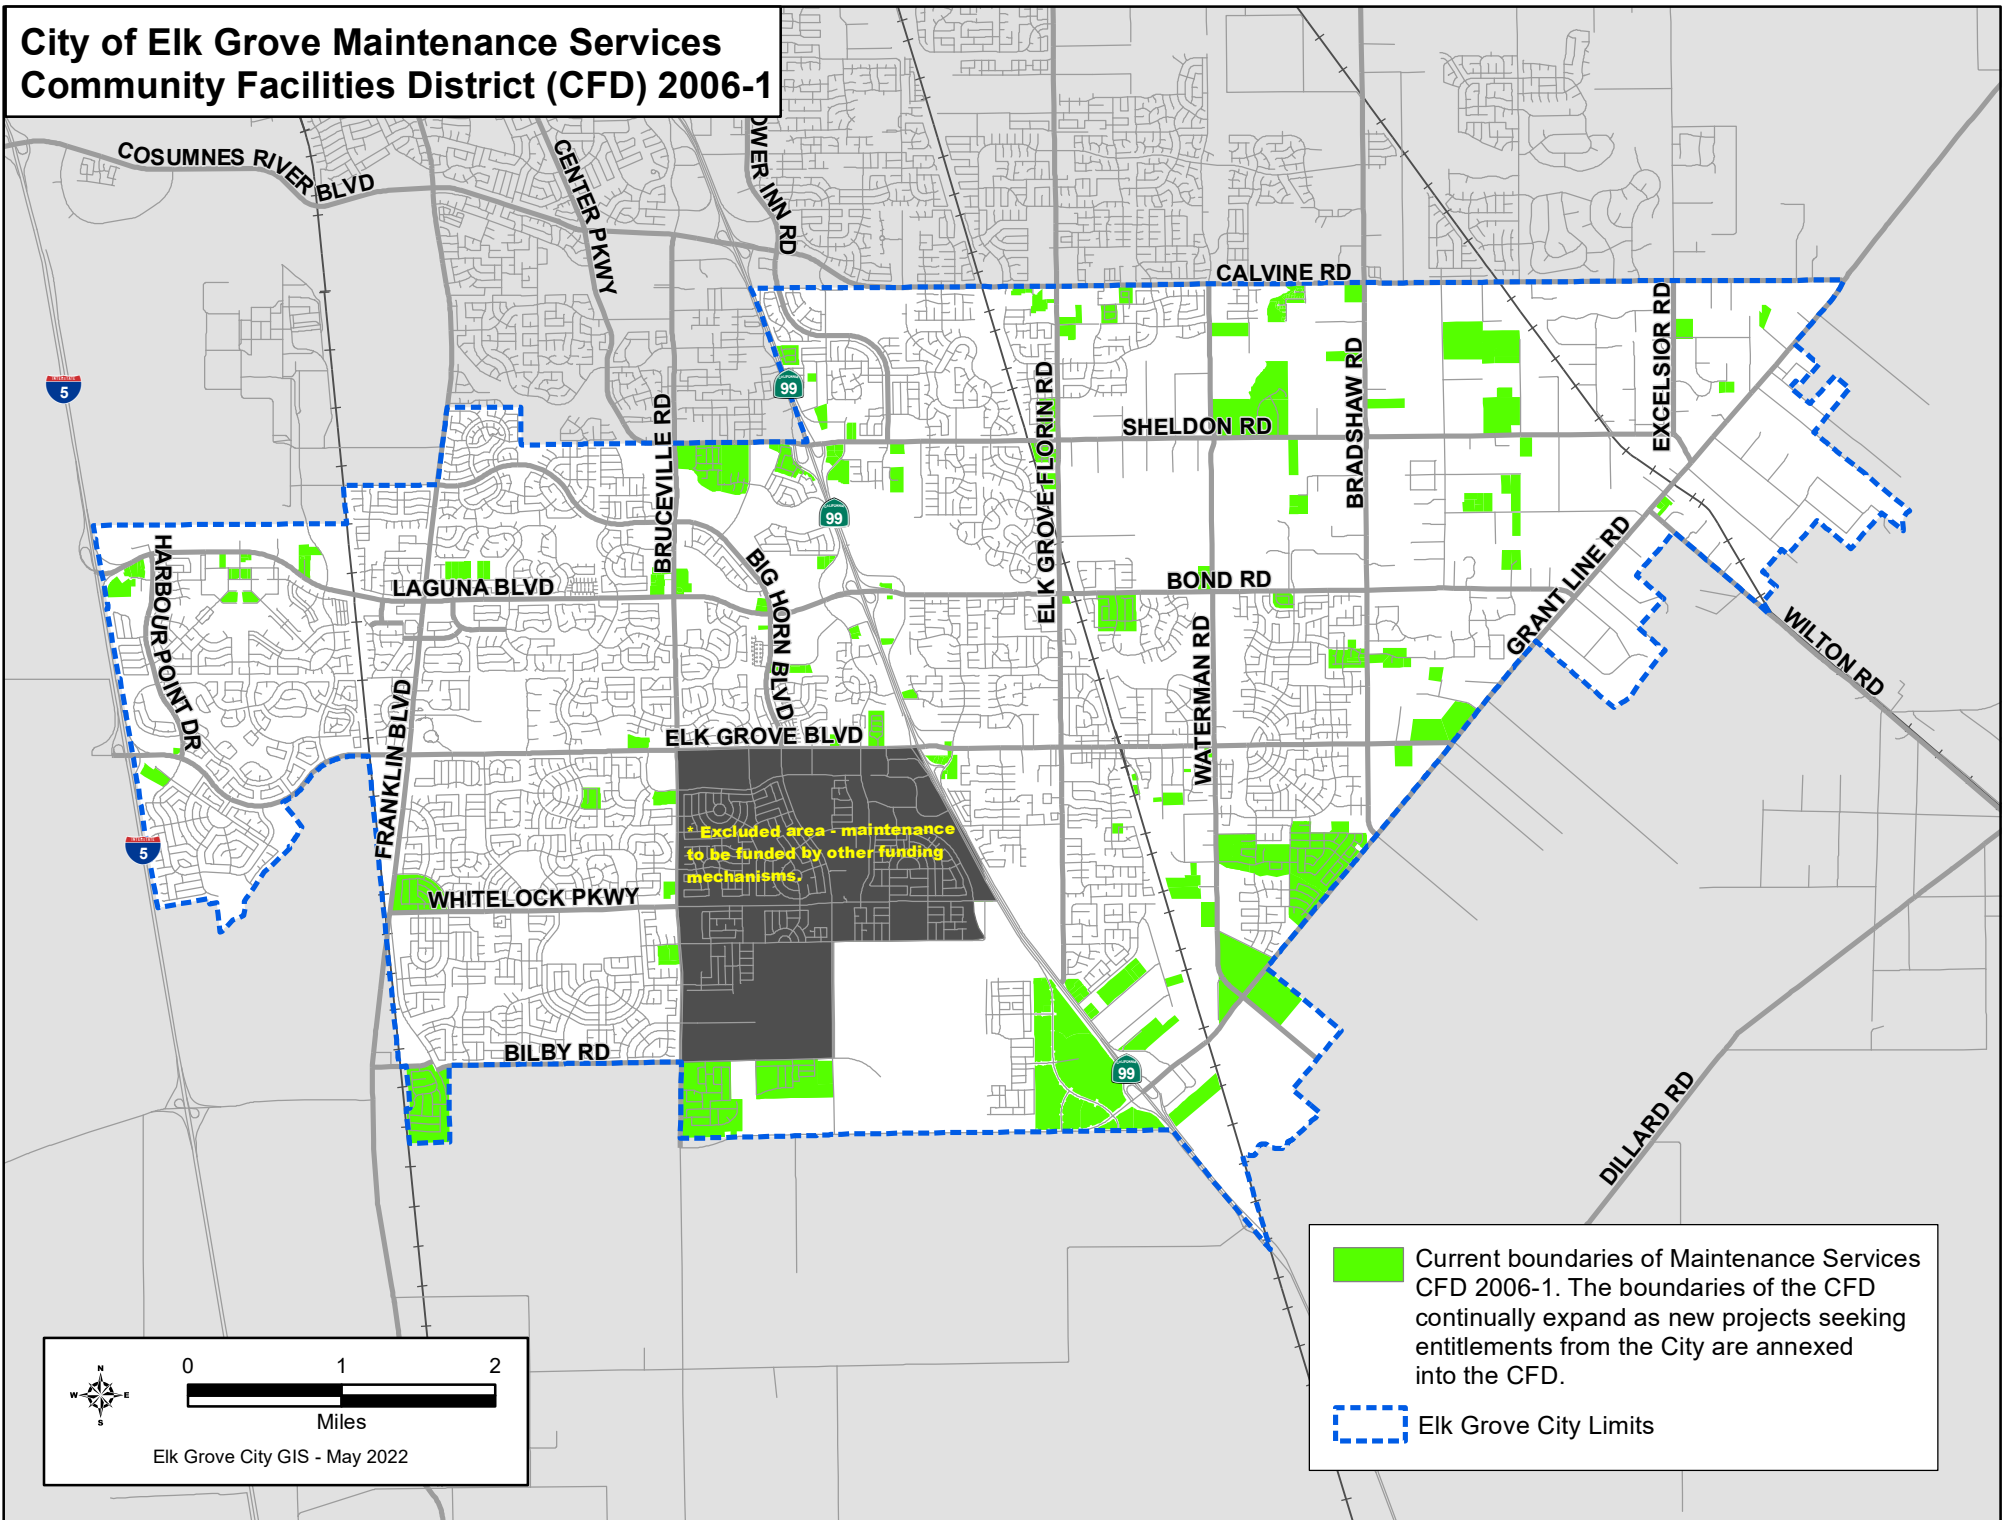 City of Elk Grove Maintenance Services
Community Facilities District (CFD) 2006-1
COSUMNES RIVER BLVD
CENTER PKWY
OWER INN RD
CALVINE RD
EXCELSIOR RD
5
99
BRUCEVILLE RD
ELK GROVE FLORIN RD
SHELDON RD
BRADSHAW RD
99
HARBOUR POINT DR
LAGUNA BLVD
BIG HORN BLVD
BOND RD
GRANT LINE RD
WILTON RD
WATERMAN RD
FRANKLIN BLVD
ELK GROVE BLVD
5
* Excluded area - maintenance
to be funded by other funding
mechanisms.
WHITELOCK PKWY
BILBY RD
99
DILLARD RD
Current boundaries of Maintenance Services
CFD 2006-1. The boundaries of the CFD
continually expand as new projects seeking
entitlements from the City are annexed
into the CFD.
Elk Grove City Limits
N
W E
S
0 1 2
Miles
Elk Grove City GIS - May 2022